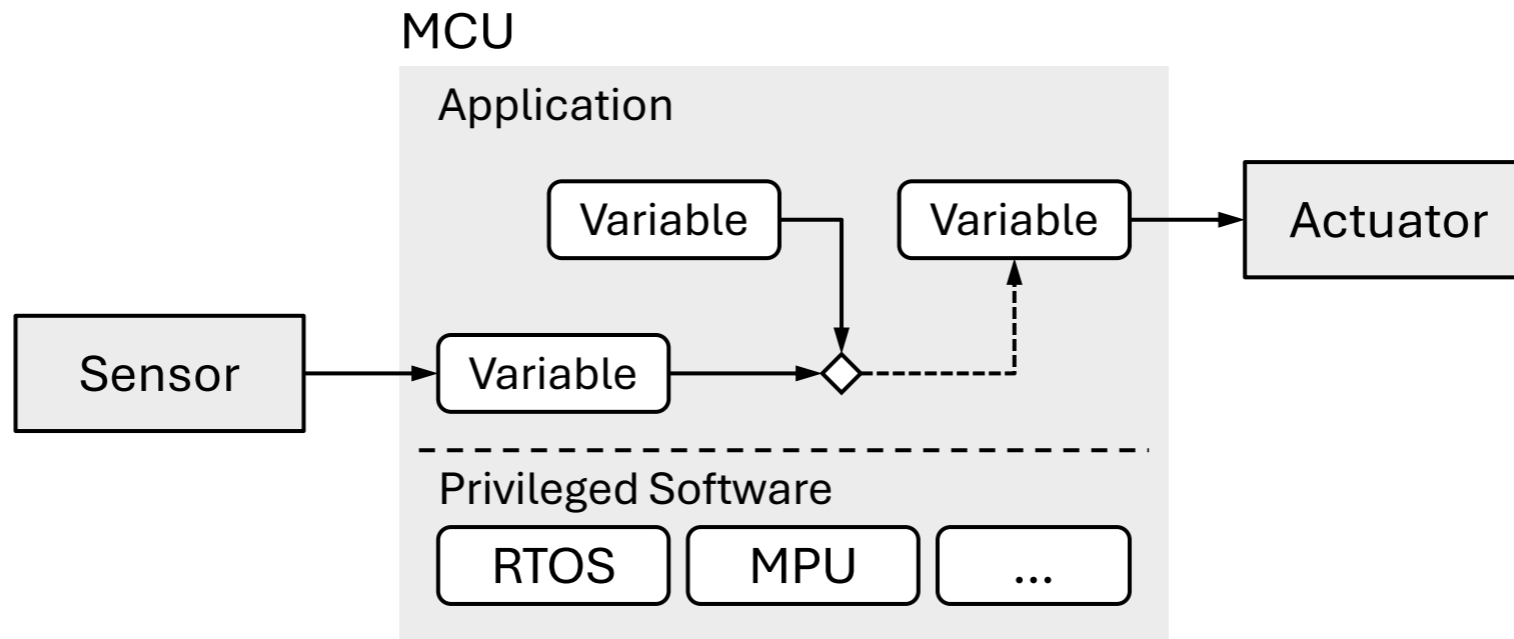 MCU
Application
Variable
Variable
Actuator
Sensor
Variable
Privileged Software
RTOS
MPU
...